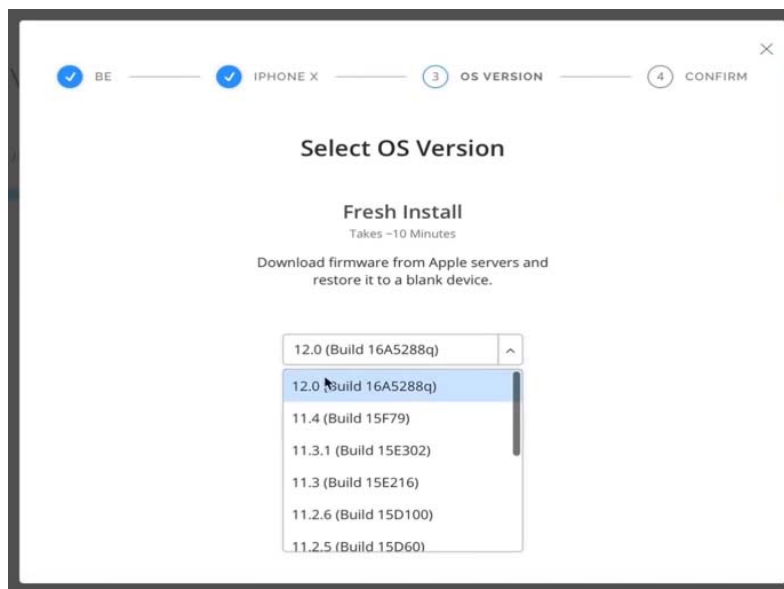 BE
IPHONE X
3 OS VERSION
4 CONFIRM
Select OS Version
Fresh Install
Takes ~10 Minutes
Download firmware from Apple servers and
restore it to a blank device.
12.0 (Build 16A5288q)
12.0 (Build 16A5288q)
11.4 (Build 15F79)
11.3.1 (Build 15E302)
11.3 (Build 15E216)
11.2.6 (Build 15D100)
11.2.5 (Build 15D60)